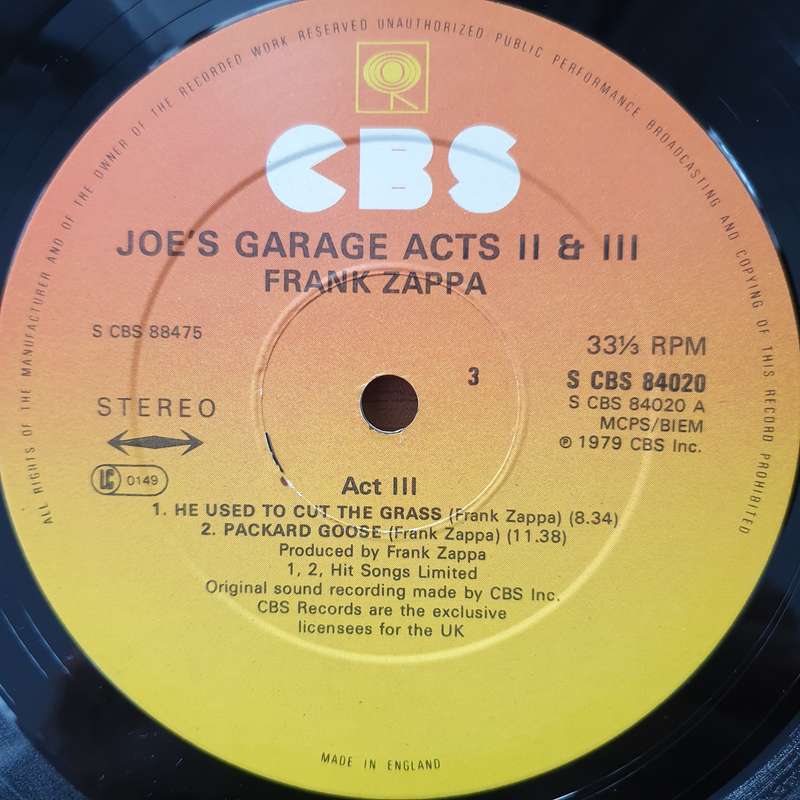 ALL RIGHTS OF THE MANUFACTURER AND OF THE OWNER OF THE RECORDED WORK RESERVED UNAUTHORIZED PUBLIC PERFORMANCE BROADCASTING AND COPYING OF THIS RECORD PROHIBITED
CBS
JOE'S GARAGE ACTS II & III
FRANK ZAPPA
S CBS 88475
33⅓ RPM
3
S CBS 84020
STEREO
S CBS 84020 A
MCPS/BIEM
℗ 1979 CBS Inc.
LC 0149
Act III
1. HE USED TO CUT THE GRASS (Frank Zappa) (8.34)
2. PACKARD GOOSE (Frank Zappa) (11.38)
Produced by Frank Zappa
1, 2, Hit Songs Limited
Original sound recording made by CBS Inc.
CBS Records are the exclusive
licensees for the UK
MADE IN ENGLAND